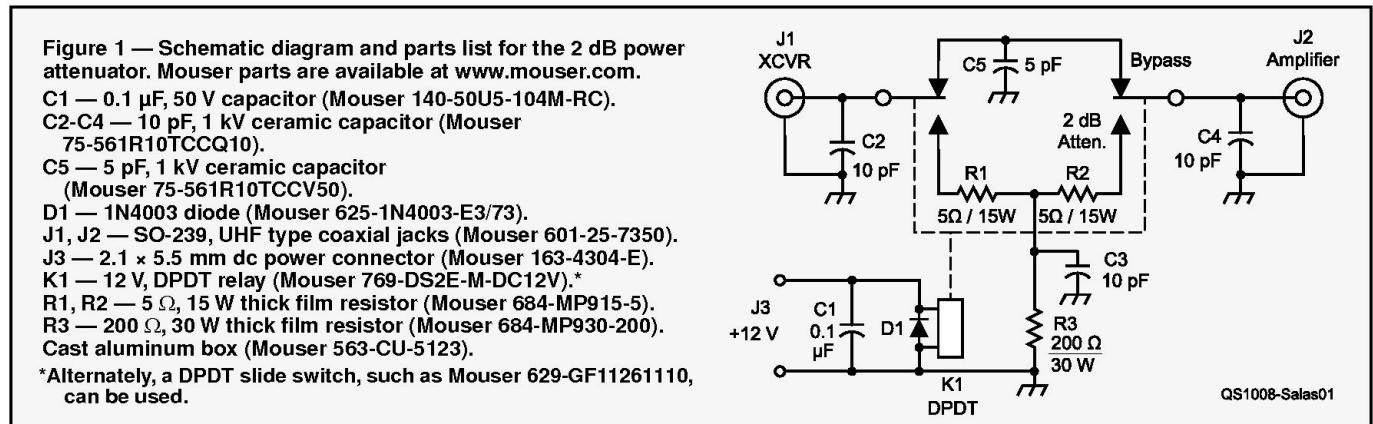 Figure 1 — Schematic diagram and parts list for the 2 dB power
attenuator. Mouser parts are available at www.mouser.com.
C1 — 0.1 µF, 50 V capacitor (Mouser 140-50U5-104M-RC).
C2-C4 — 10 pF, 1 kV ceramic capacitor (Mouser
75-561R10TCCQ10).
C5 — 5 pF, 1 kV ceramic capacitor
(Mouser 75-561R10TCCV50).
D1 — 1N4003 diode (Mouser 625-1N4003-E3/73).
J1, J2 — SO-239, UHF type coaxial jacks (Mouser 601-25-7350).
J3 — 2.1 × 5.5 mm dc power connector (Mouser 163-4304-E).
K1 — 12 V, DPDT relay (Mouser 769-DS2E-M-DC12V).*
R1, R2 — 5 Ω, 15 W thick film resistor (Mouser 684-MP915-5).
R3 — 200 Ω, 30 W thick film resistor (Mouser 684-MP930-200).
Cast aluminum box (Mouser 563-CU-5123).
*Alternately, a DPDT slide switch, such as Mouser 629-GF11261110,
can be used.
J1
XCVR
C5
5 pF
Bypass
J2
Amplifier
C2
10 pF
2 dB
Atten.
C4
10 pF
R1
5Ω / 15W
R2
5Ω / 15W
C3
10 pF
J3
+12 V
C1
0.1
µF
D1
K1
DPDT
R3
200 Ω
30 W
QS1008-Salas01